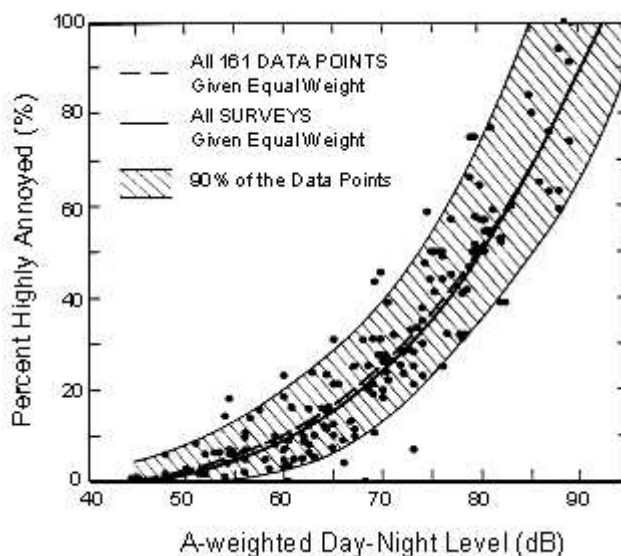 Percent Highly Annoyed (%)
100
80
60
40
20
0
All 161 DATA POINTS
Given Equal Weight
All SURVEYS
Given Equal Weight
90% of the Data Points
40 50 60 70 80 90
A-weighted Day-Night Level (dB)